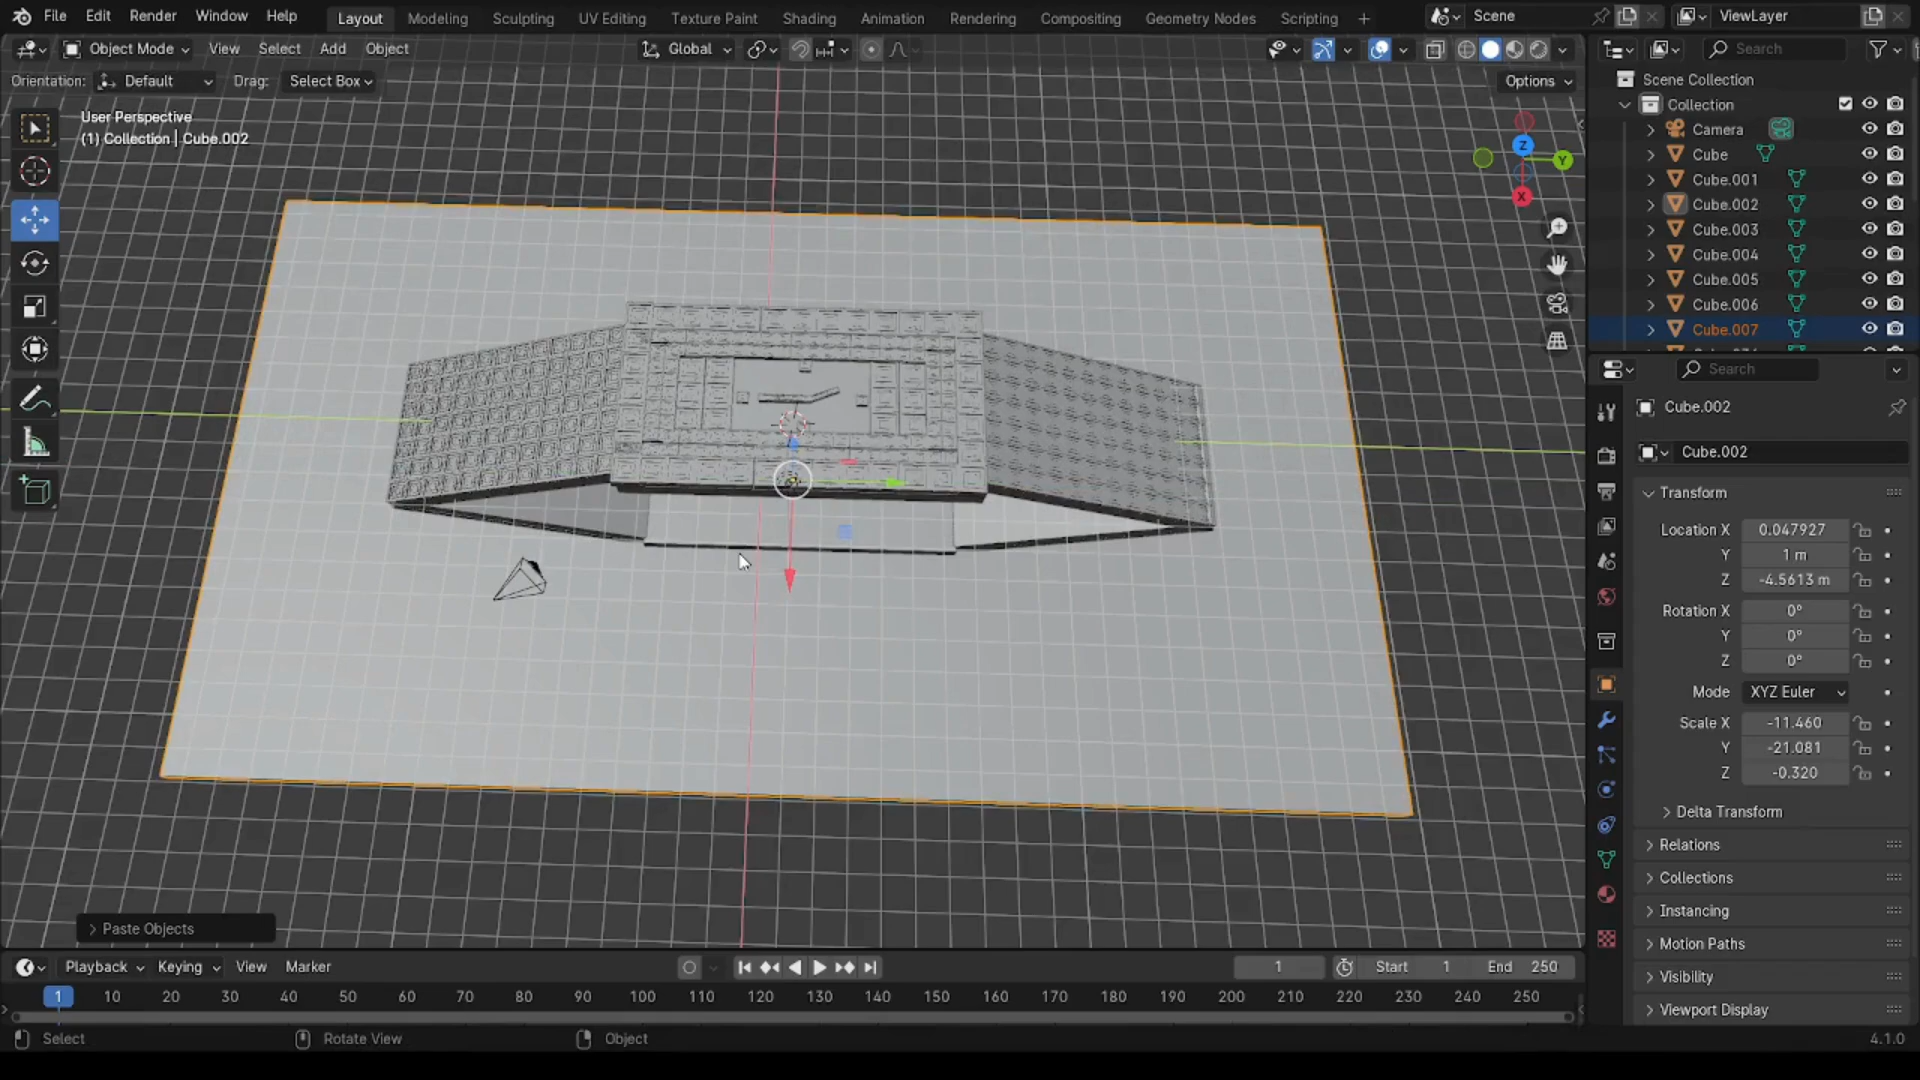 File Edit Render Window Help Layout Modeling Sculpting UV Editing Texture Paint Shading Animation Rendering Compositing Geometry Nodes Scripting + Scene ViewLayer
Object Mode View Select Add Object Global Search
Orientation: Default Drag: Select Box Options
User Perspective
(1) Collection | Cube.002
Z
Y
X
Scene Collection
Collection
Camera
Cube
Cube.001
Cube.002
Cube.003
Cube.004
Cube.005
Cube.006
Cube.007
Search
Cube.002
Cube.002
Transform
Location X 0.047927
Y 1 m
Z -4.5613 m
Rotation X 0°
Y 0°
Z 0°
Mode XYZ Euler
Scale X -11.460
Y -21.081
Z -0.320
Delta Transform
Relations
Collections
Instancing
Motion Paths
Visibility
Viewport Display
Paste Objects
Playback Keying View Marker 1 Start 1 End 250
1 10 20 30 40 50 60 70 80 90 100 110 120 130 140 150 160 170 180 190 200 210 220 230 240 250
Select Rotate View Object 4.1.0